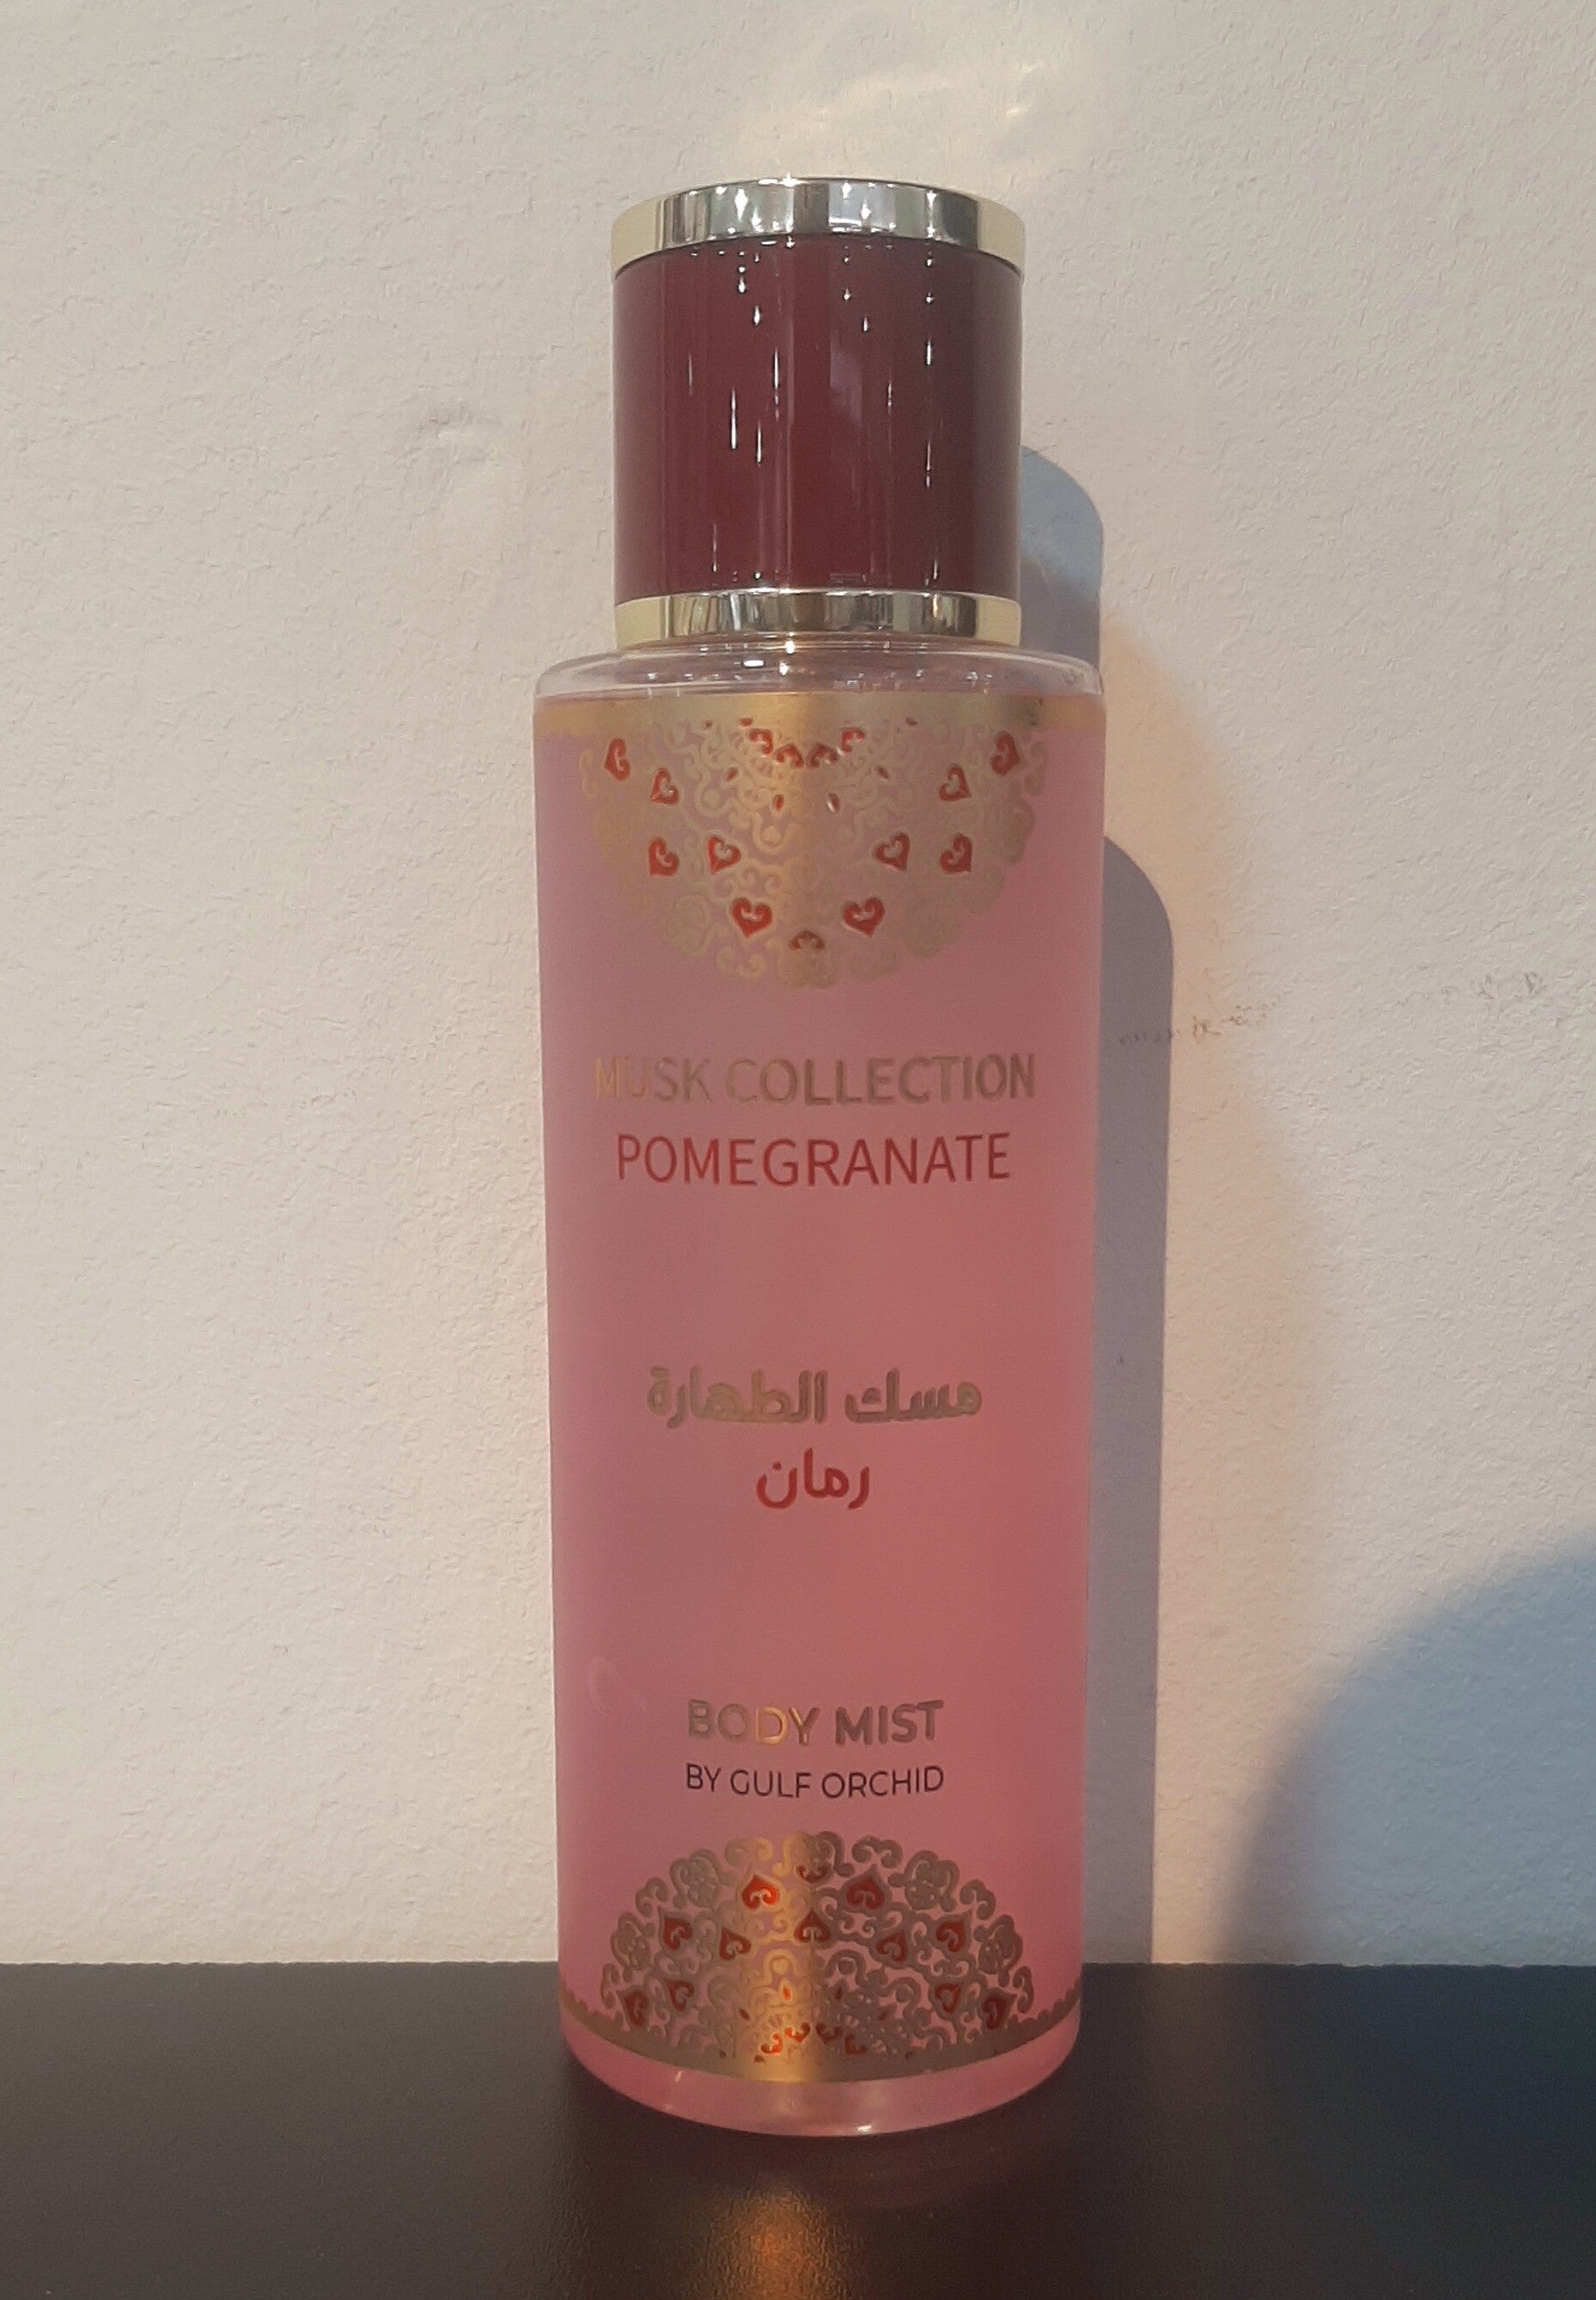 MUSK COLLECTION
POMEGRANATE
مسك الطهارة
رمان
BODY MIST
BY GULF ORCHID